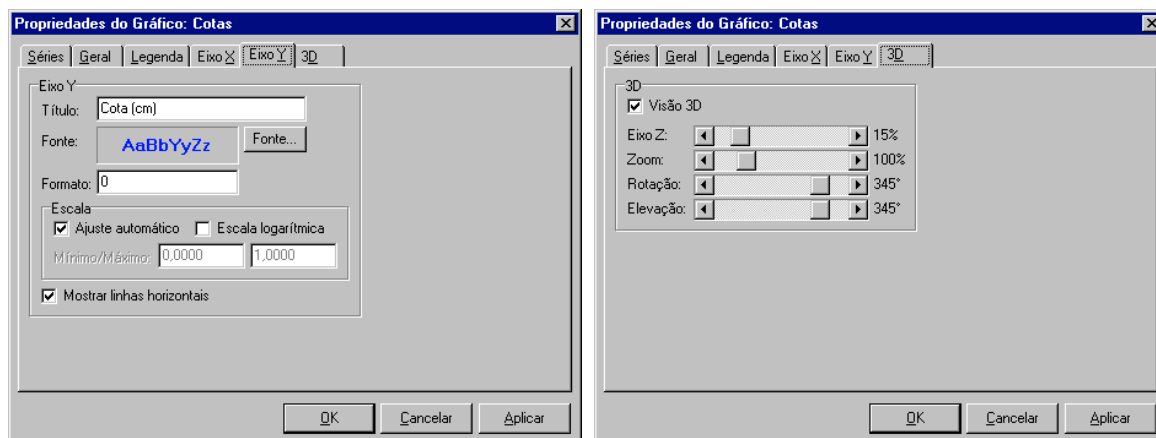 Propriedades do Gráfico: Cotas
Séries Geral Legenda Eixo X Eixo Y 3D
Eixo Y
Título: Cota (cm)
Fonte: AaBbYyZz Fonte...
Formato: 0
Escala
Ajuste automático Escala logarítmica
Mínimo/Máximo: 0,0000 1,0000
Mostrar linhas horizontais
OK Cancelar Aplicar
Propriedades do Gráfico: Cotas
Séries Geral Legenda Eixo X Eixo Y 3D
3D
Visão 3D
Eixo Z: 15%
Zoom: 100%
Rotação: 345°
Elevação: 345°
OK Cancelar Aplicar